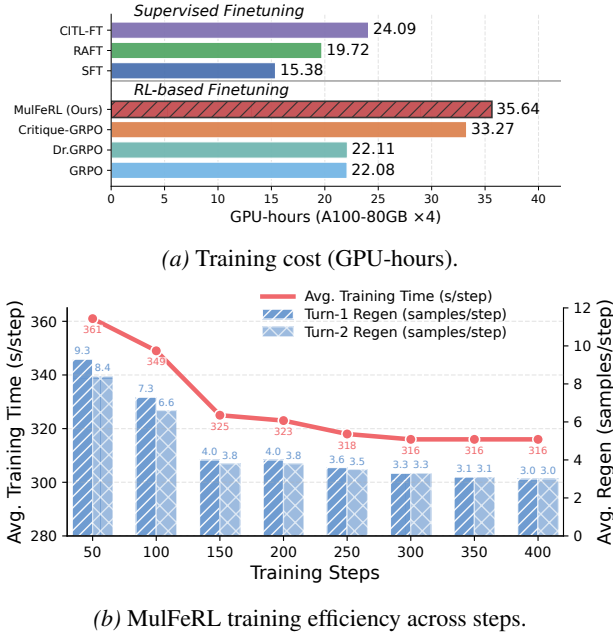 Supervised Finetuning
CITL-FT 24.09
RAFT 19.72
SFT 15.38
RL-based Finetuning
MulFeRL (Ours) 35.64
Critique-GRPO 33.27
Dr.GRPO 22.11
GRPO 22.08
0 5 10 15 20 25 30 35 40
GPU-hours (A100-80GB ×4)
(a) Training cost (GPU-hours).
Avg. Training Time (s/step)
Turn-1 Regen (samples/step)
Turn-2 Regen (samples/step)
Avg. Training Time (s/step)
360
340
320
300
280
361 349 325 323 318 316 316 316
9.3 8.4 7.3 6.6 4.0 3.8 4.0 3.8 3.6 3.5 3.3 3.3 3.1 3.1 3.0 3.0
12
10
8
6
4
2
0
Avg. Regen (samples/step)
50 100 150 200 250 300 350 400
Training Steps
(b) MulFeRL training efficiency across steps.